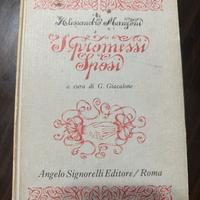 Alessandro Manzoni
I promessi
Sposi
a cura di G. Giacalone
Angelo Signorelli Editore / Roma